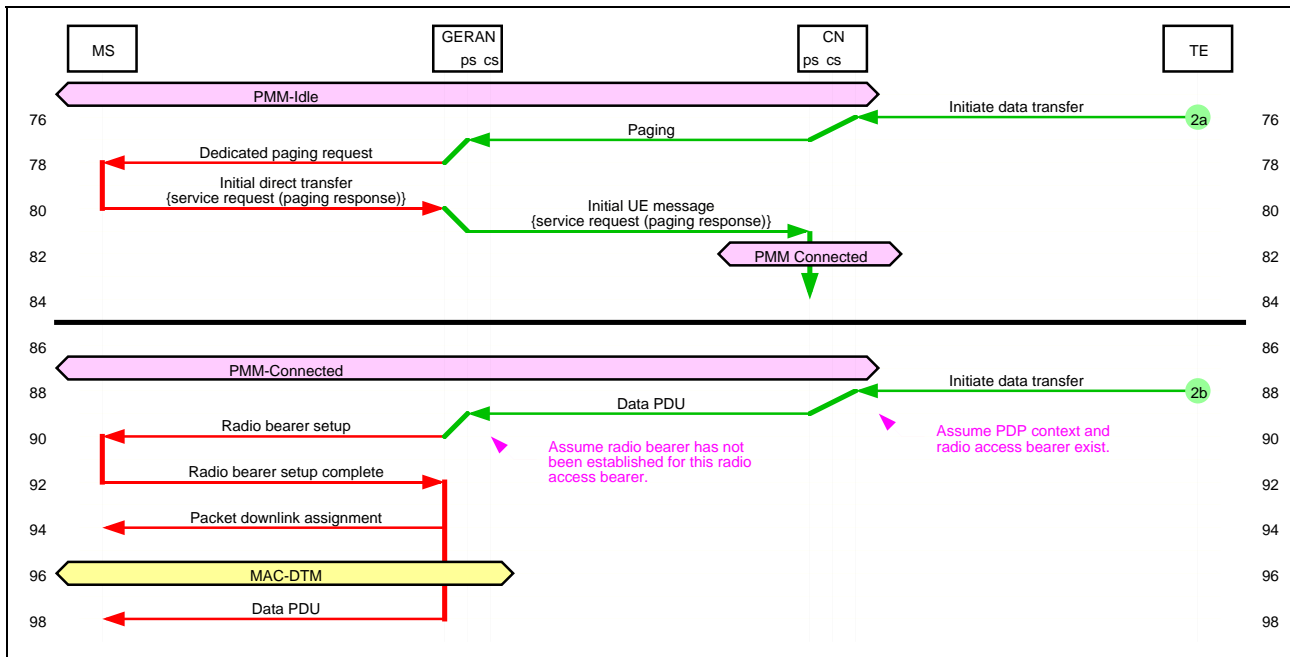 MS GERAN CN TE
ps cs ps cs
PMM-Idle
Initiate data transfer
76 2a 76
Paging
Dedicated paging request
78 78
Initial direct transfer
{service request (paging response)}
Initial UE message
{service request (paging response)}
80 80
PMM Connected
82 82
84 84
86 86
PMM-Connected
Initiate data transfer
88 2b 88
Data PDU
Radio bearer setup
90 90
Assume radio bearer has not
been established for this radio
access bearer.
Assume PDP context and
radio access bearer exist.
Radio bearer setup complete
92 92
Packet downlink assignment
94 94
MAC-DTM
96 96
Data PDU
98 98